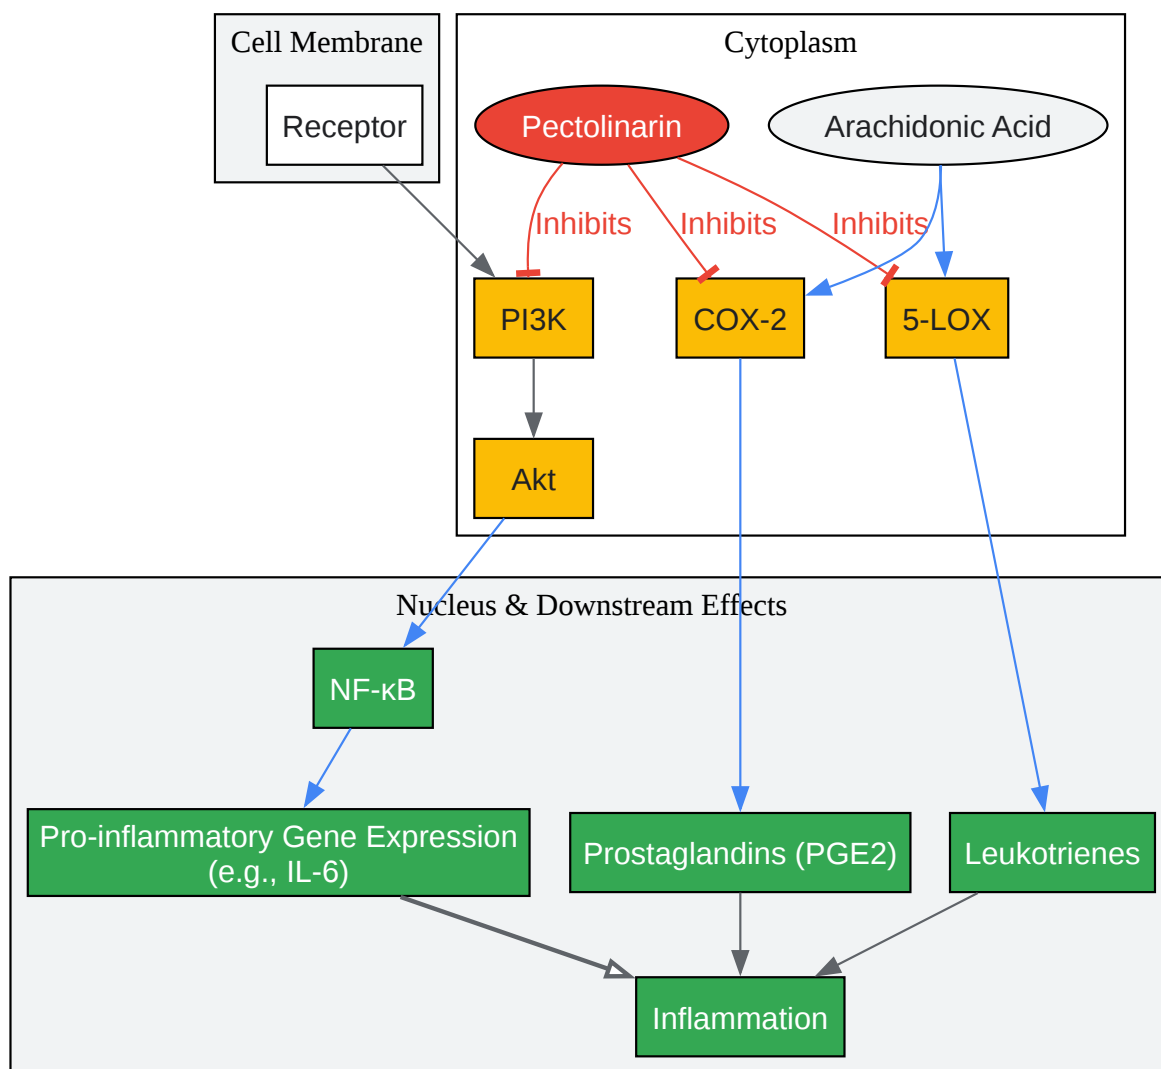 Cell Membrane
Cytoplasm
Receptor
Pectolinarin
Arachidonic Acid
Inhibits
Inhibits
Inhibits
PI3K
COX-2
5-LOX
Akt
Nucleus & Downstream Effects
NF-κB
Pro-inflammatory Gene Expression
(e.g., IL-6)
Prostaglandins (PGE2)
Leukotrienes
Inflammation